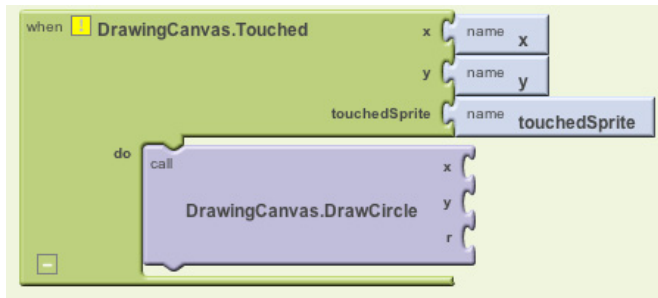 when ! DrawingCanvas.Touched x name x
y name y
touchedSprite name touchedSprite
do call x
DrawingCanvas.DrawCircle y
r